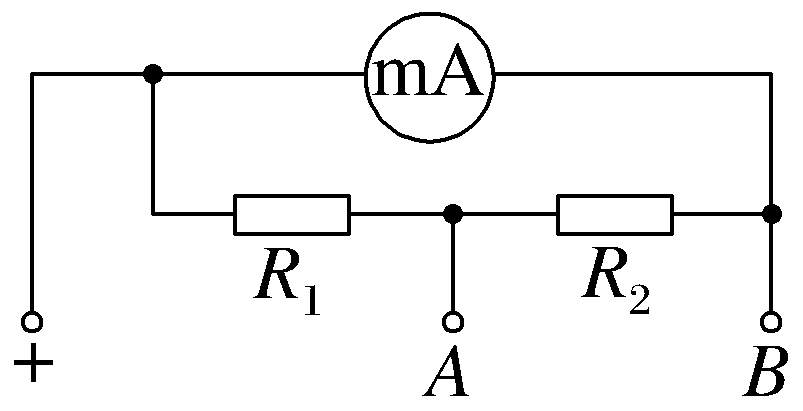 mA
R₁ R₂
+ A B